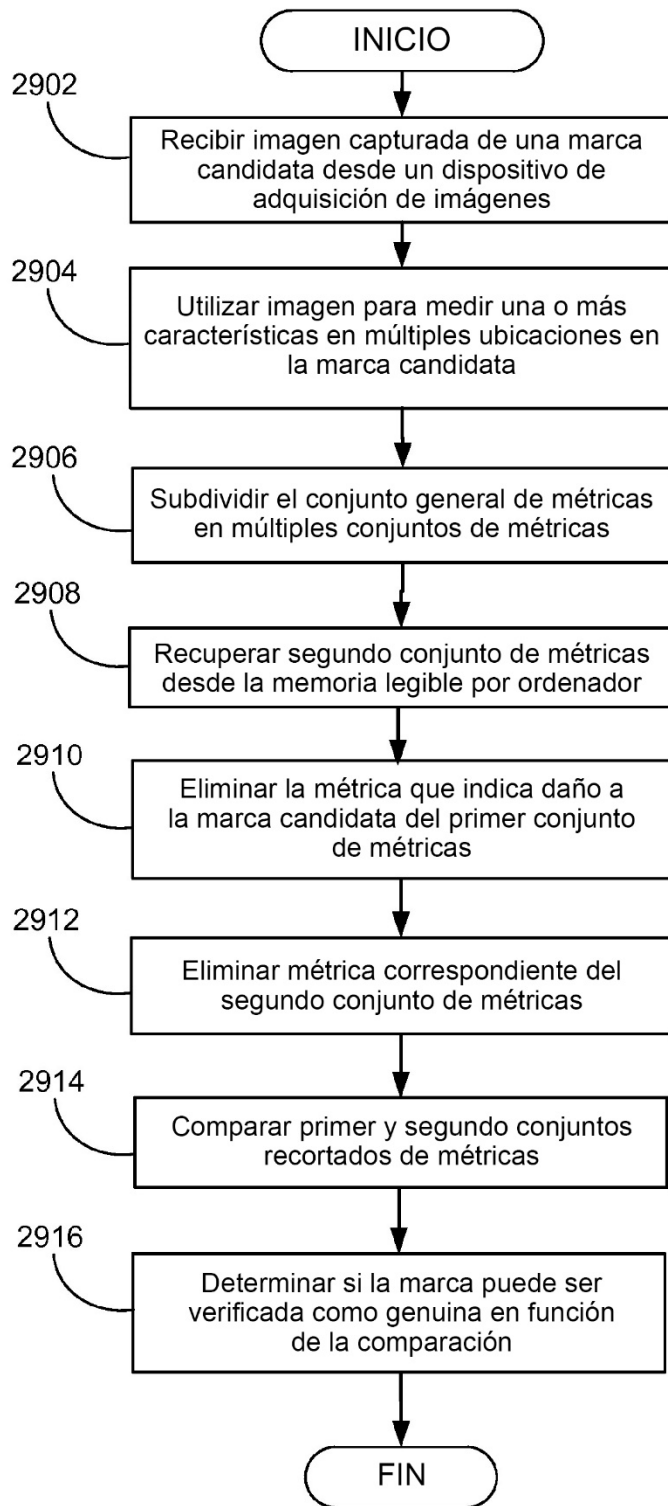 INICIO
2902
Recibir imagen capturada de una marca
candidata desde un dispositivo de
adquisición de imágenes
2904
Utilizar imagen para medir una o más
características en múltiples ubicaciones en
la marca candidata
2906
Subdividir el conjunto general de métricas
en múltiples conjuntos de métricas
2908
Recuperar segundo conjunto de métricas
desde la memoria legible por ordenador
2910
Eliminar la métrica que indica daño a
la marca candidata del primer conjunto
de métricas
2912
Eliminar métrica correspondiente del
segundo conjunto de métricas
2914
Comparar primer y segundo conjuntos
recortados de métricas
2916
Determinar si la marca puede ser
verificada como genuina en función
de la comparación
FIN